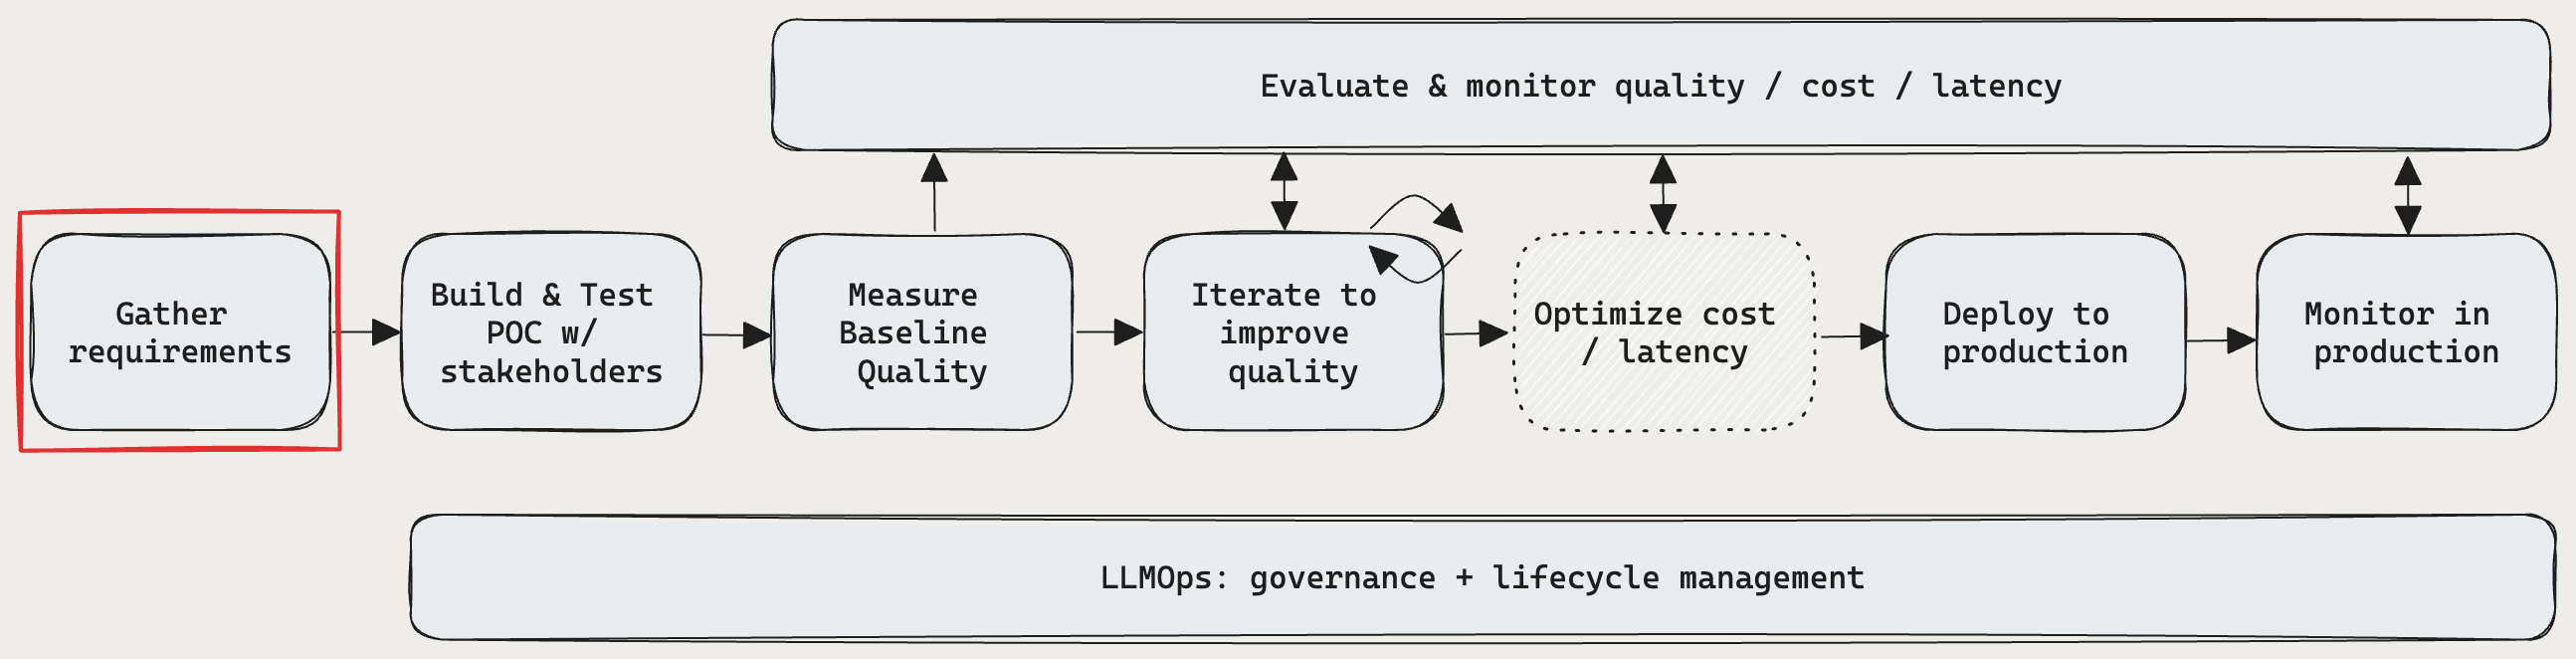 Evaluate & monitor quality / cost / latency
Gather
requirements
Build & Test
POC w/
stakeholders
Measure
Baseline
Quality
Iterate to
improve
quality
Optimize cost
/ latency
Deploy to
production
Monitor in
production
LLMOps: governance + lifecycle management